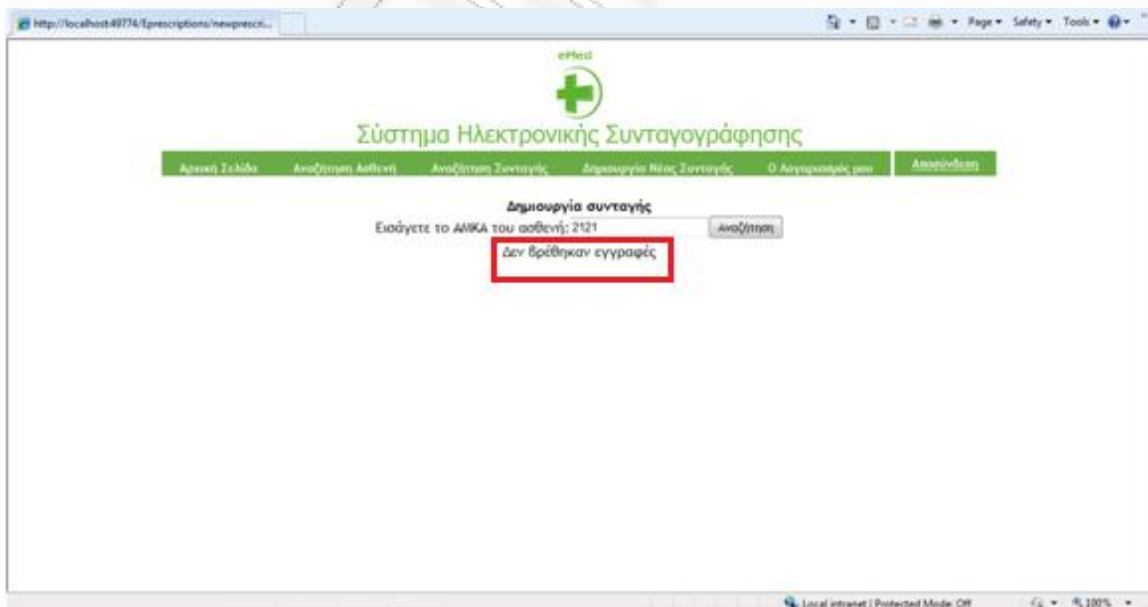 http://localhost:49774/Eprescriptions/newprescri...
Page Safety Tools
eMed
Σύστημα Ηλεκτρονικής Συνταγογράφησης
Αρχική Σελίδα Αναζήτηση Ασθενή Αναζήτηση Συνταγής Δημιουργία Νέας Συνταγής Ο Λογαριασμός μου Αποσύνδεση
Δημιουργία συνταγής
Εισάγετε το ΑΜΚΑ του ασθενή: 2121 Αναζήτηση
Δεν βρέθηκαν εγγραφές
Local intranet | Protected Mode: Off 100%